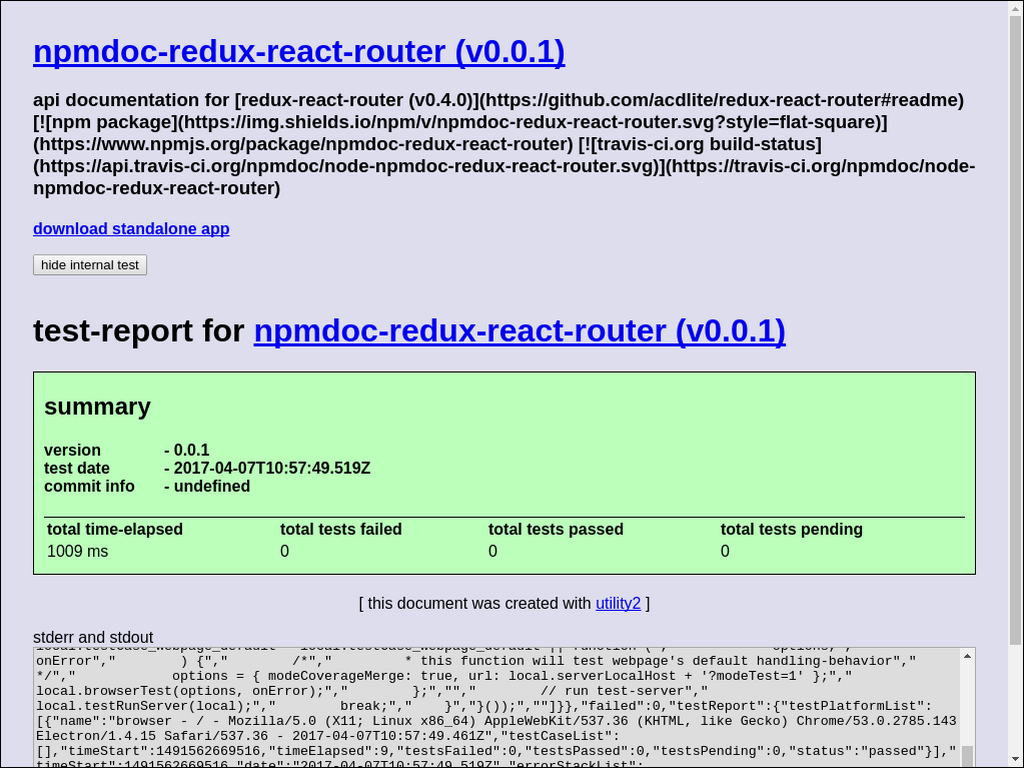 npmdoc-redux-react-router (v0.0.1)
api documentation for [redux-react-router (v0.4.0)](https://github.com/acdlite/redux-react-router#readme)
[![npm package](https://img.shields.io/npm/v/npmdoc-redux-react-router.svg?style=flat-square)]
(https://www.npmjs.org/package/npmdoc-redux-react-router) [![travis-ci.org build-status]
(https://api.travis-ci.org/npmdoc/node-npmdoc-redux-react-router.svg)](https://travis-ci.org/npmdoc/node-
npmdoc-redux-react-router)
download standalone app
hide internal test
test-report for npmdoc-redux-react-router (v0.0.1)
summary
version - 0.0.1
test date - 2017-04-07T10:57:49.519Z
commit info - undefined
total time-elapsed total tests failed total tests passed total tests pending
1009 ms 0 0 0
[ this document was created with utility2 ]
stderr and stdout
local.testCase_webpage_default = local.testCase_webpage_default || function (","             options,","
onError","        ) {","        /*","         * this function will test webpage's default handling-behavior","
*/","            options = { modeCoverageMerge: true, url: local.serverLocalHost + '?modeTest=1' };","
local.browserTest(options, onError);","        };","","        // run test-server","
local.testRunServer(local);","        break;","    }","}());","",""]}},"failed":0,"testReport":{"testPlatformList":
[{"name":"browser - / - Mozilla/5.0 (X11; Linux x86_64) AppleWebKit/537.36 (KHTML, like Gecko) Chrome/53.0.2785.143
Electron/1.4.15 Safari/537.36 - 2017-04-07T10:57:49.461Z","testCaseList":
[],"timeStart":1491562669516,"timeElapsed":9,"testsFailed":0,"testsPassed":0,"testsPending":0,"status":"passed"}],"
timeStart":1491562669516,"date":"2017-04-07T10:57:49.519Z","errorStackList":